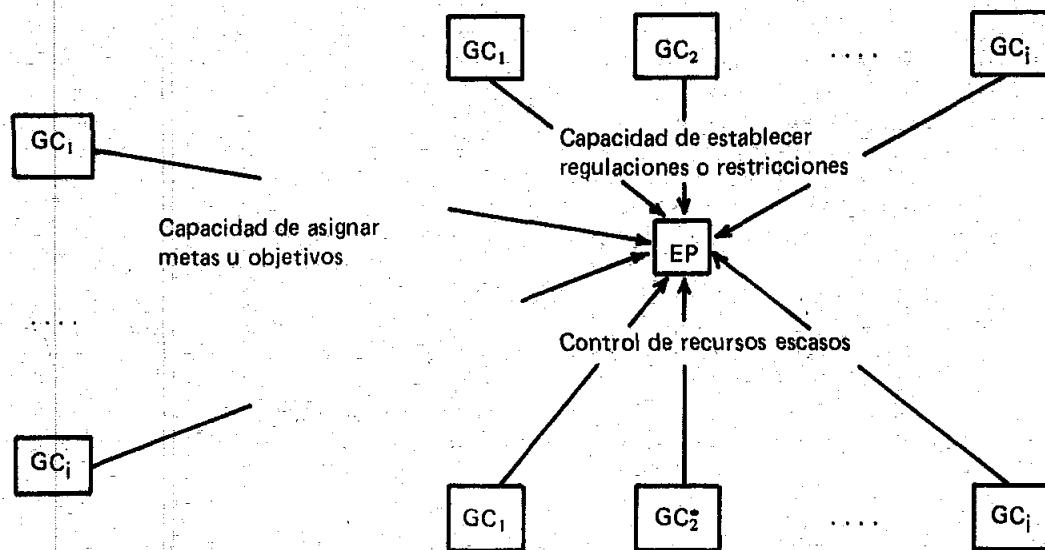 GC₁ GC₂ .... GCᵢ
Capacidad de establecer
regulaciones o restricciones
GC₁
Capacidad de asignar
metas u objetivos
....
GCⱼ
EP
Control de recursos escasos
GC₁ GC₂* .... GCⱼ